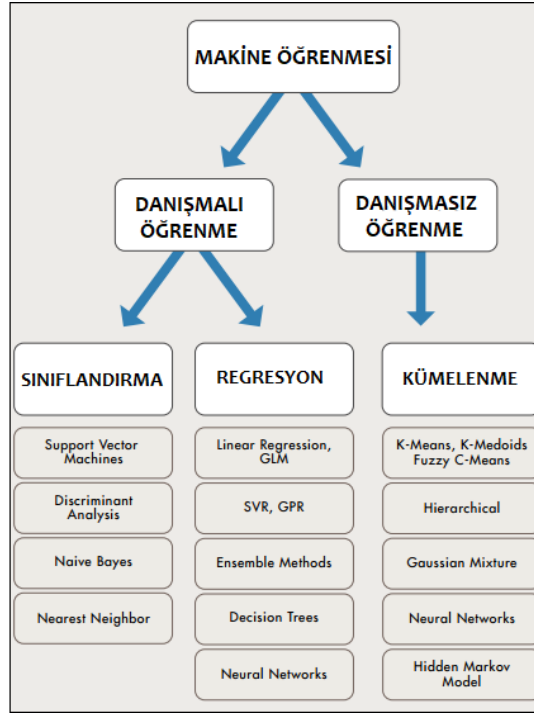 MAKİNE ÖĞRENMESİ
DANIŞMALI
ÖĞRENME
DANIŞMASIZ
ÖĞRENME
SINIFLANDIRMA
Support Vector
Machines
Discriminant
Analysis
Naive Bayes
Nearest Neighbor
REGRESYON
Linear Regression,
GLM
SVR, GPR
Ensemble Methods
Decision Trees
Neural Networks
KÜMELENME
K-Means, K-Medoids
Fuzzy C-Means
Hierarchical
Gaussian Mixture
Neural Networks
Hidden Markov
Model